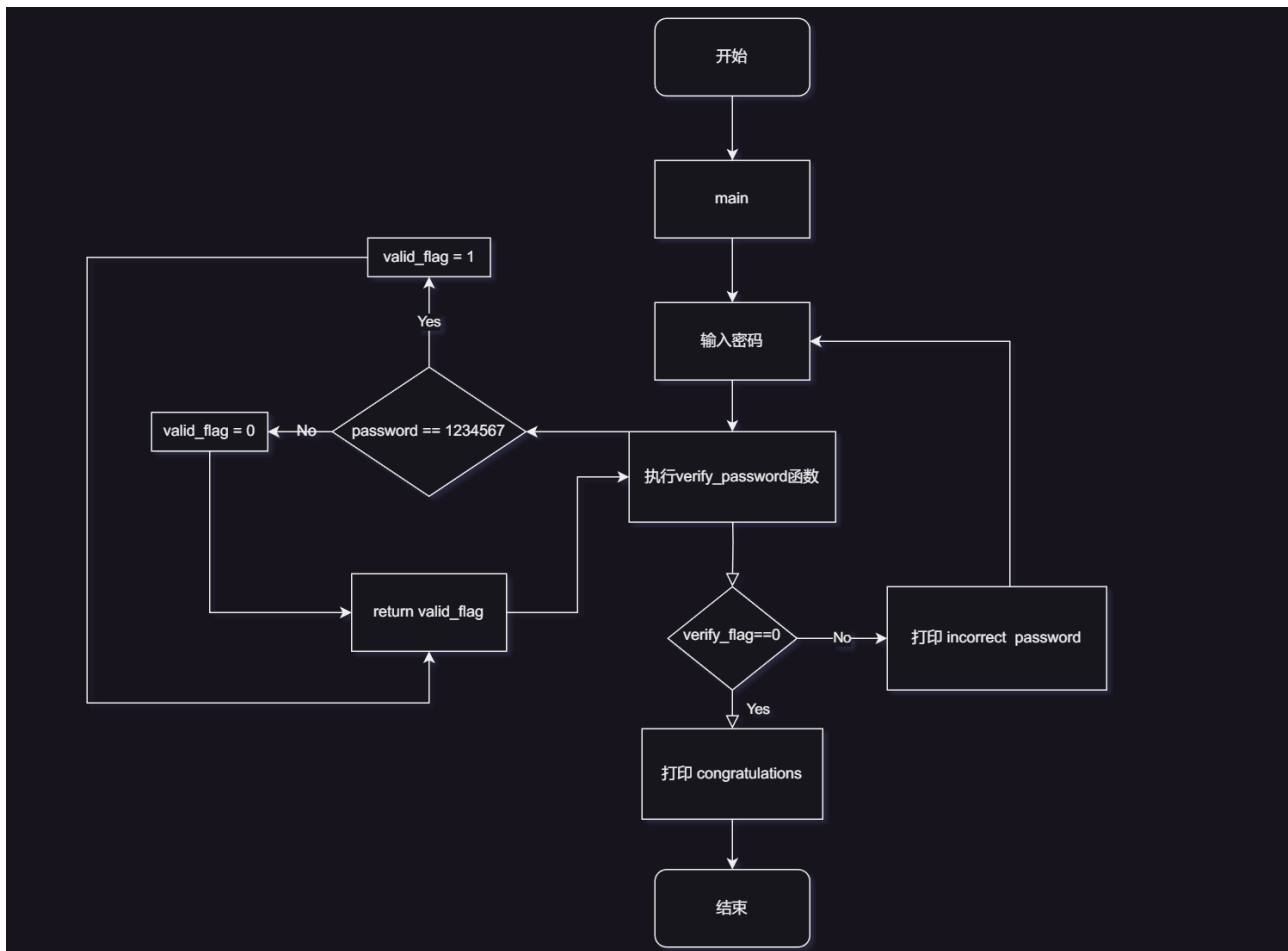 开始
main
valid_flag = 1
Yes
输入密码
valid_flag = 0
No
password == 1234567
执行verify_password函数
return valid_flag
verify_flag==0
No
打印 incorrect  password
Yes
打印 congratulations
结束